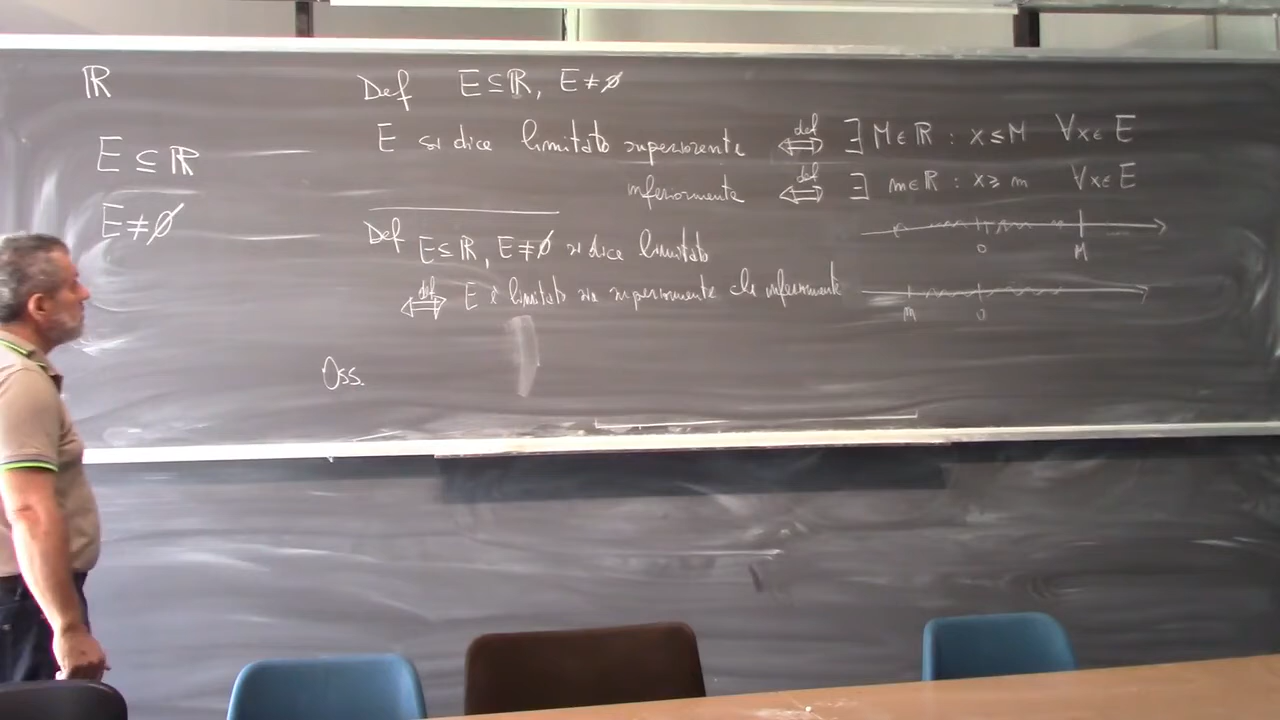 ℝ
E ⊆ ℝ
E ≠ ∅
Def E ⊆ ℝ, E ≠ ∅
E si dice limitato superiormente ⟺ def ∃ M ∈ ℝ : x ≤ M ∀x ∈ E
inferiormente ⟺ def ∃ m ∈ ℝ : x ≥ m ∀x ∈ E
0 M
Def E ⊆ ℝ, E ≠ ∅ si dice limitato
⟺ def E è limitato sia superiormente che inferiormente
m 0
Oss.